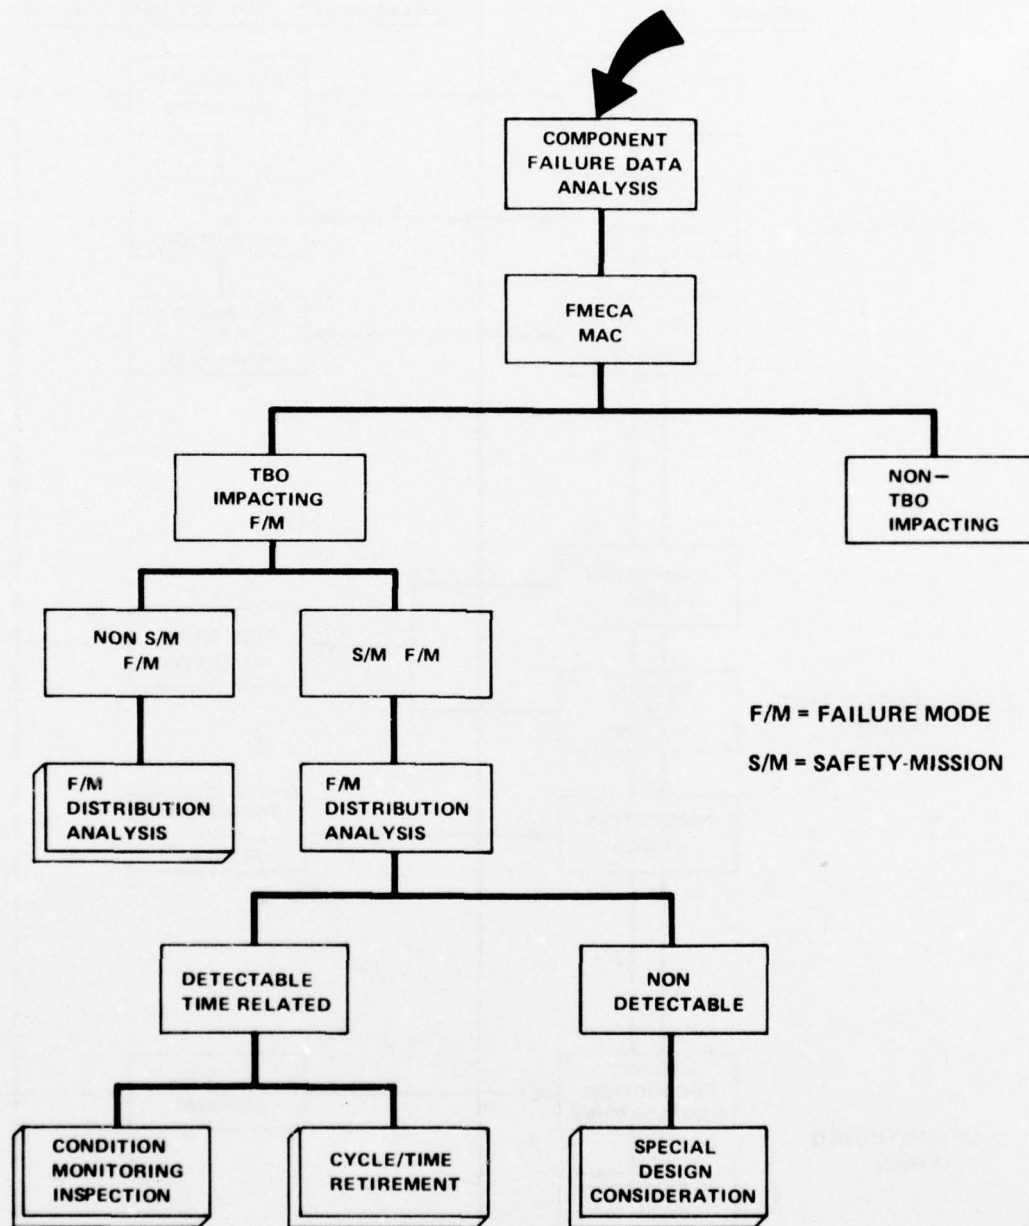 COMPONENT
FAILURE DATA
ANALYSIS
FMECA
MAC
TBO
IMPACTING
F/M
NON–
TBO
IMPACTING
NON S/M
F/M
S/M F/M
F/M = FAILURE MODE
S/M = SAFETY-MISSION
F/M
DISTRIBUTION
ANALYSIS
F/M
DISTRIBUTION
ANALYSIS
DETECTABLE
TIME RELATED
NON
DETECTABLE
CONDITION
MONITORING
INSPECTION
CYCLE/TIME
RETIREMENT
SPECIAL
DESIGN
CONSIDERATION